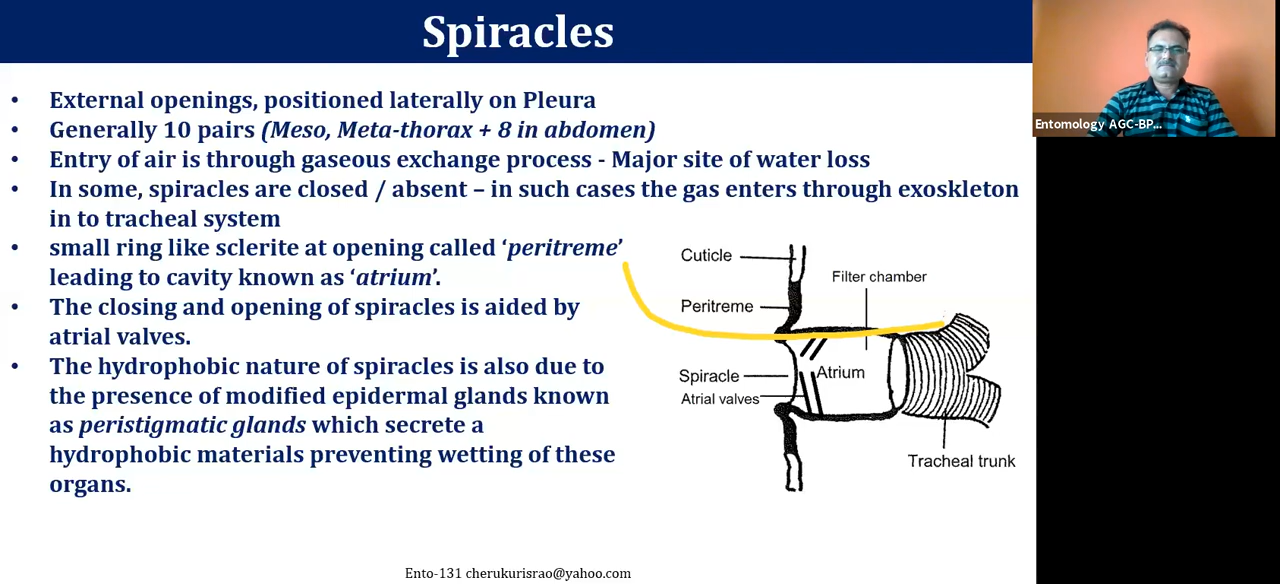 Spiracles
• External openings, positioned laterally on Pleura
• Generally 10 pairs (Meso, Meta-thorax + 8 in abdomen)
• Entry of air is through gaseous exchange process - Major site of water loss
• In some, spiracles are closed / absent – in such cases the gas enters through exoskleton
in to tracheal system
• small ring like sclerite at opening called ‘peritreme’
leading to cavity known as ‘atrium’.
• The closing and opening of spiracles is aided by
atrial valves.
• The hydrophobic nature of spiracles is also due to
the presence of modified epidermal glands known
as peristigmatic glands which secrete a
hydrophobic materials preventing wetting of these
organs.
Cuticle
Filter chamber
Peritreme
Atrium
Spiracle
Atrial valves
Tracheal trunk
Ento-131 cherukurisrao@yahoo.com
Entomology AGC-BP...